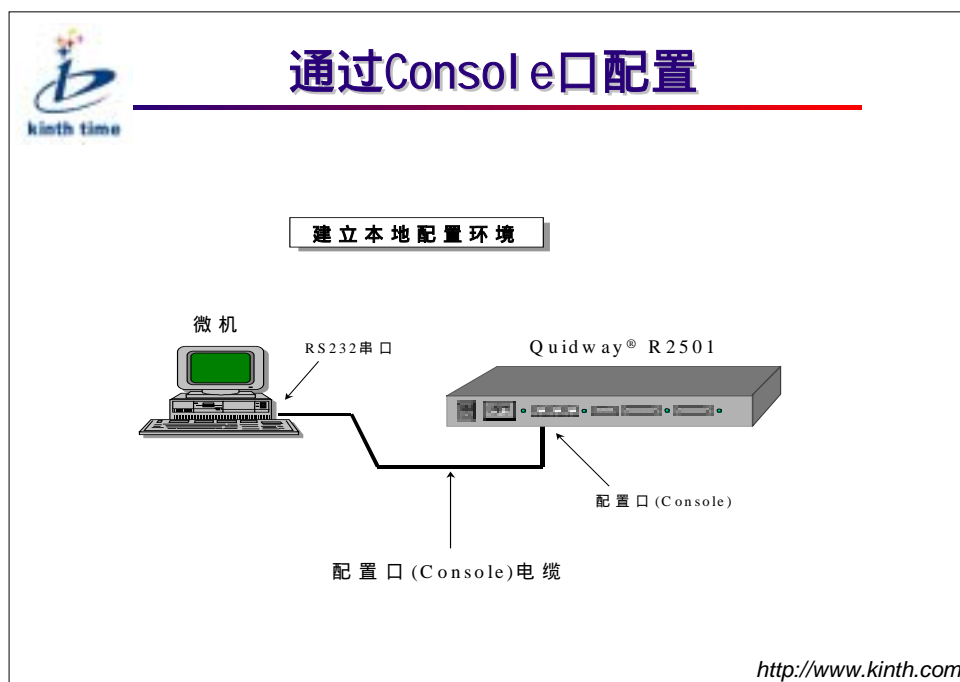 kinth time
通过Console口配置
建立本地配置环境
微机
RS232串口
Quidway® R2501
配置口(Console)
配置口(Console)电缆
http://www.kinth.com